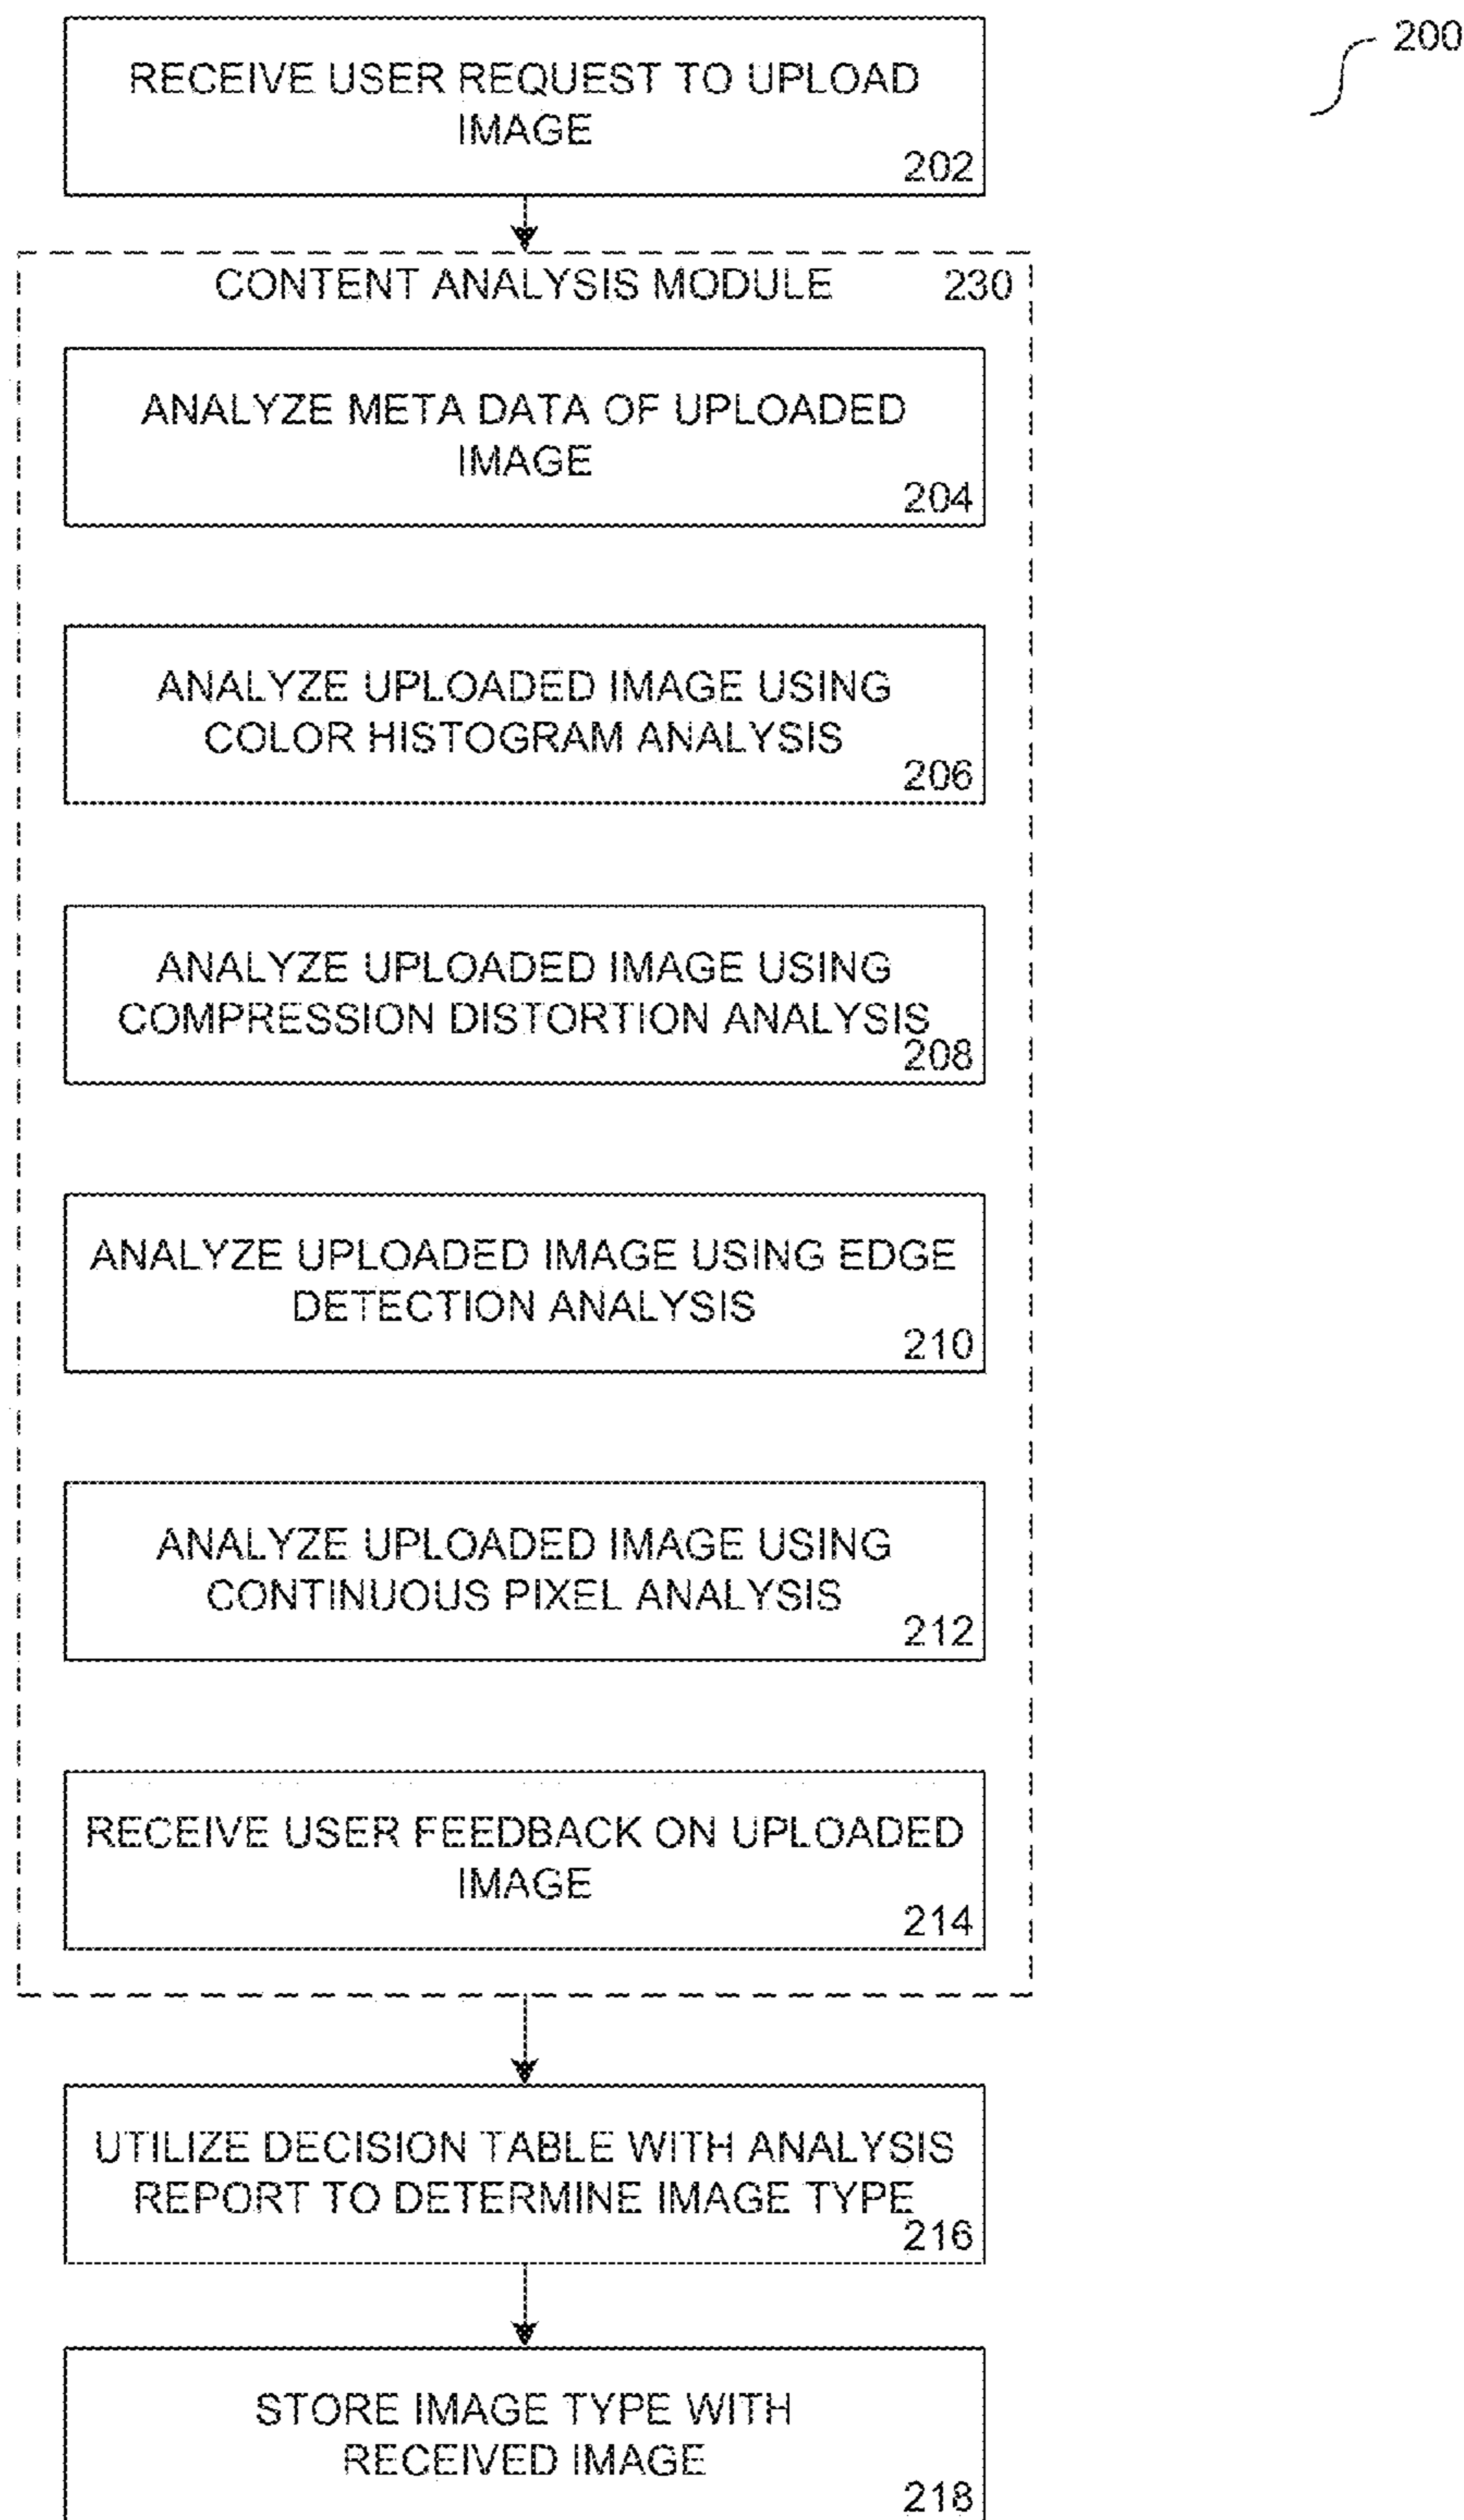 200
RECEIVE USER REQUEST TO UPLOAD
IMAGE
202
CONTENT ANALYSIS MODULE 230
ANALYZE META DATA OF UPLOADED
IMAGE
204
ANALYZE UPLOADED IMAGE USING
COLOR HISTOGRAM ANALYSIS
206
ANALYZE UPLOADED IMAGE USING
COMPRESSION DISTORTION ANALYSIS
208
ANALYZE UPLOADED IMAGE USING EDGE
DETECTION ANALYSIS
210
ANALYZE UPLOADED IMAGE USING
CONTINUOUS PIXEL ANALYSIS
212
RECEIVE USER FEEDBACK ON UPLOADED
IMAGE
214
UTILIZE DECISION TABLE WITH ANALYSIS
REPORT TO DETERMINE IMAGE TYPE
216
STORE IMAGE TYPE WITH
RECEIVED IMAGE
218